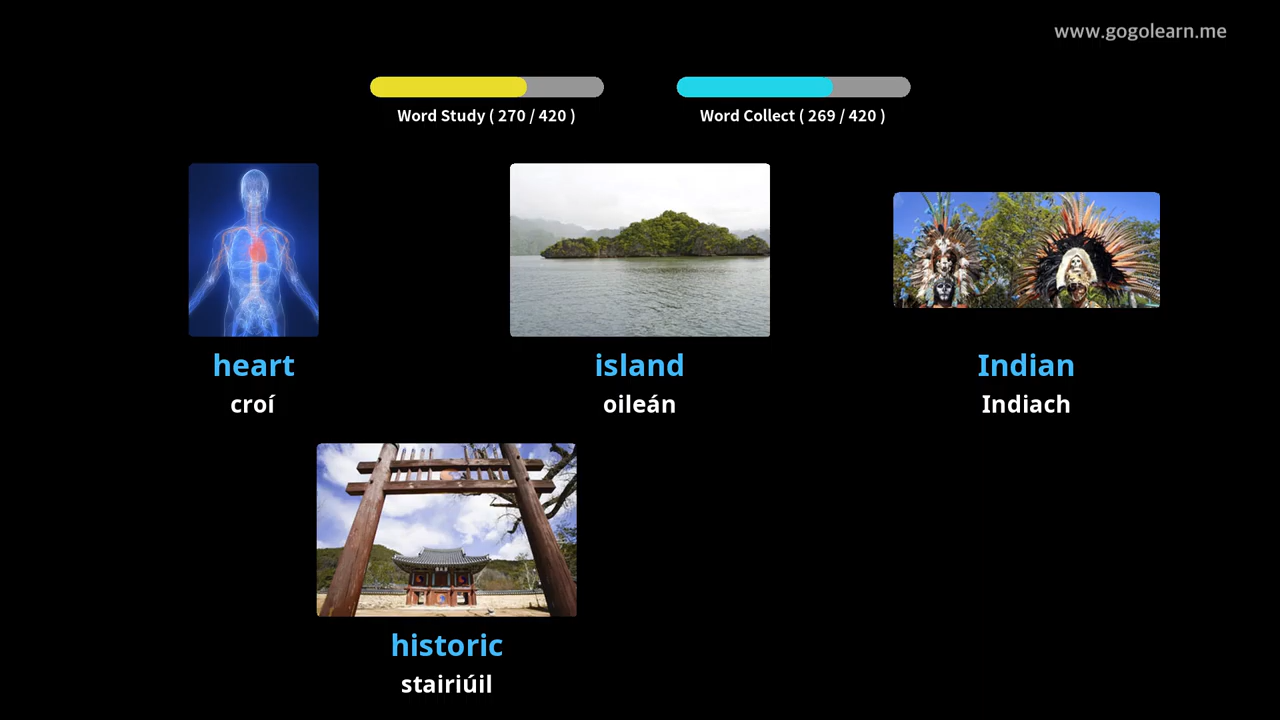 www.gogolearn.me
Word Study ( 270 / 420 )
Word Collect ( 269 / 420 )
heart
croí
island
oileán
Indian
Indiach
historic
stairiúil